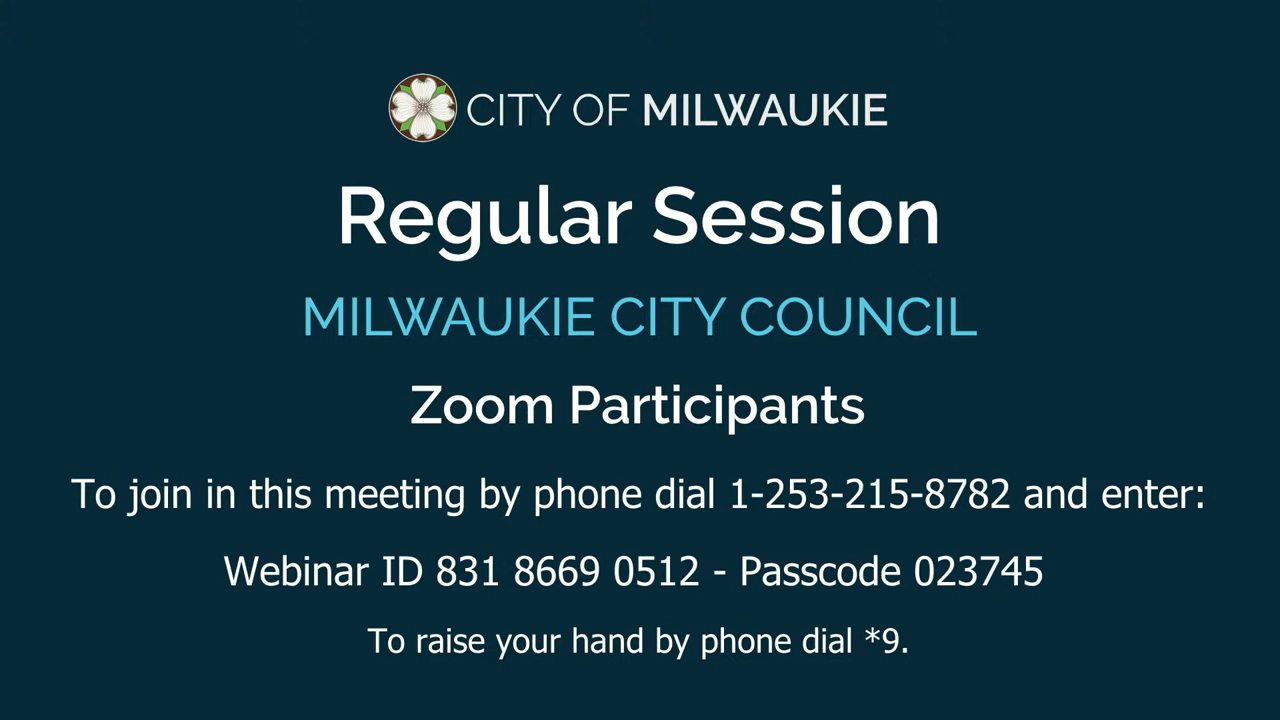 CITY OF MILWAUKIE
Regular Session
MILWAUKIE CITY COUNCIL
Zoom Participants
To join in this meeting by phone dial 1-253-215-8782 and enter:
Webinar ID 831 8669 0512 - Passcode 023745
To raise your hand by phone dial *9.